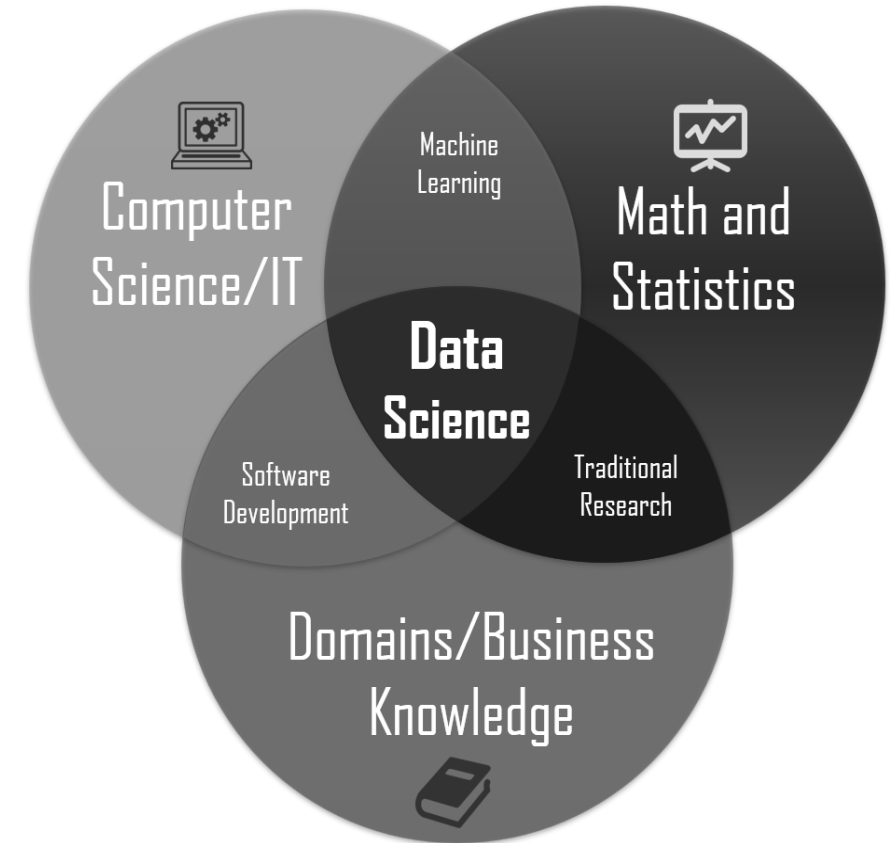 Machine
Learning
Computer
Science/IT
Math and
Statistics
Data
Science
Software
Development
Traditional
Research
Domains/Business
Knowledge